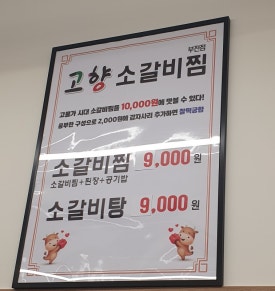 부전점
고향 소갈비찜
고물가 시대 소갈비찜을 10,000원에 맛볼 수 있다!
풍부한 구성으로 2,000원에 감자사리 추가하면 찰떡궁합
소갈비찜 9,000원
소갈비찜+된장+공기밥
소갈비탕 9,000원